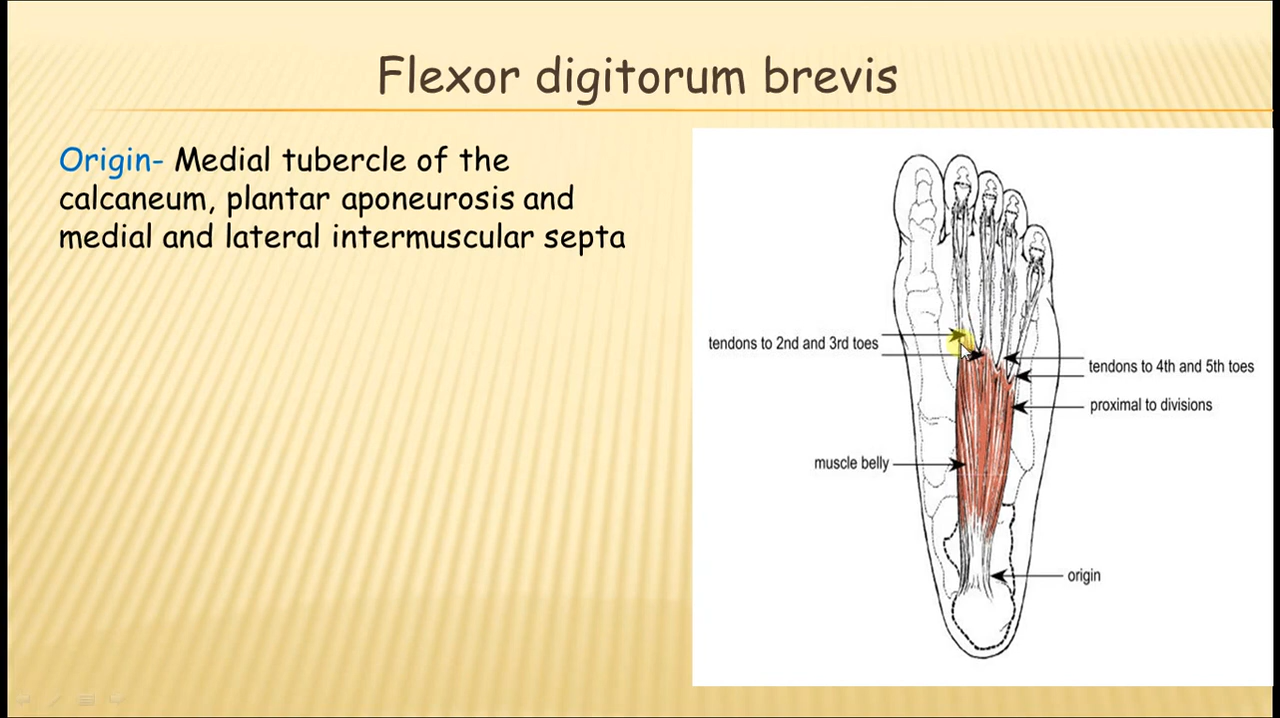 Flexor digitorum brevis
Origin- Medial tubercle of the
calcaneum, plantar aponeurosis and
medial and lateral intermuscular septa
tendons to 2nd and 3rd toes
tendons to 4th and 5th toes
proximal to divisions
muscle belly
origin